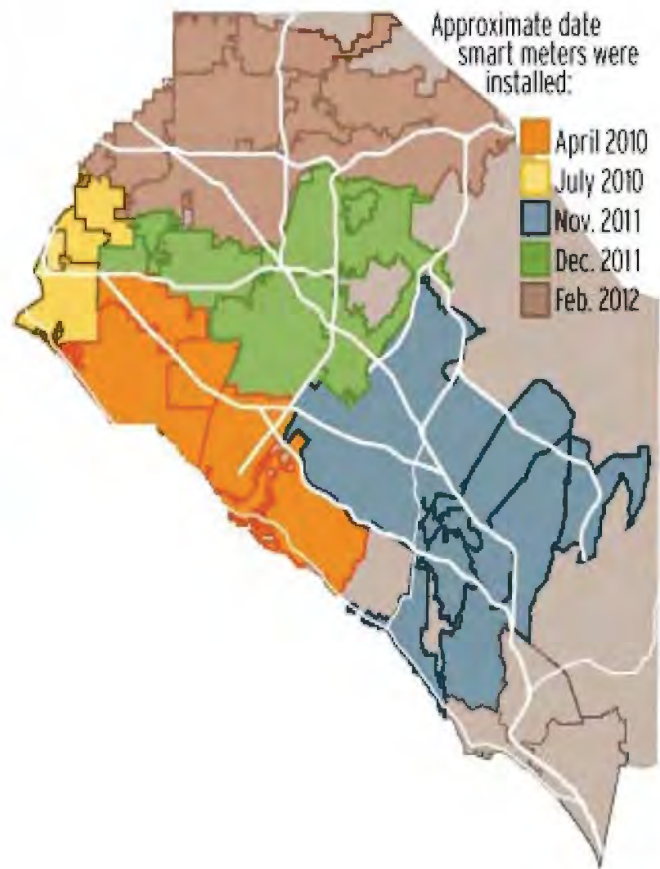 Approximate date
smart meters were
installed:
April 2010
July 2010
Nov. 2011
Dec. 2011
Feb. 2012